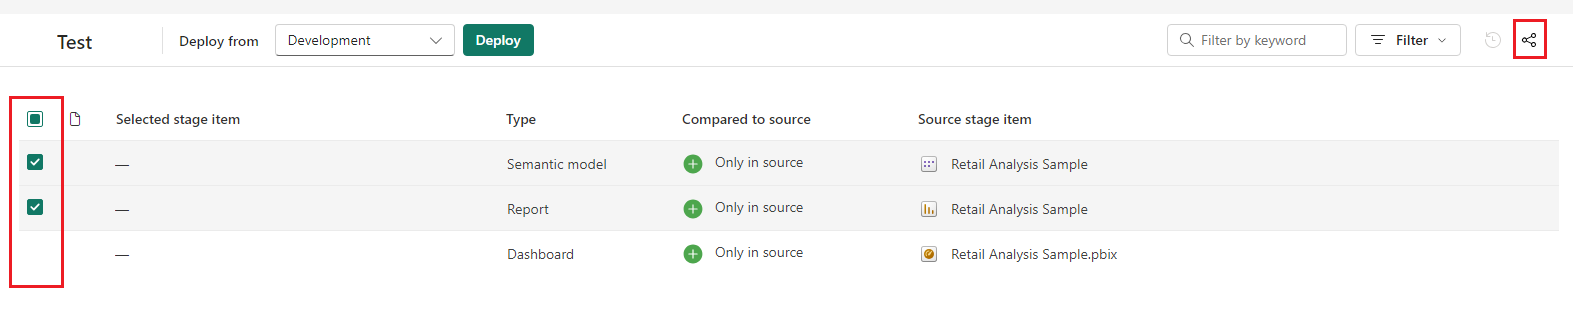 Test Deploy from Development Deploy Filter by keyword Filter
Selected stage item Type Compared to source Source stage item
— Semantic model Only in source Retail Analysis Sample
— Report Only in source Retail Analysis Sample
— Dashboard Only in source Retail Analysis Sample.pbix